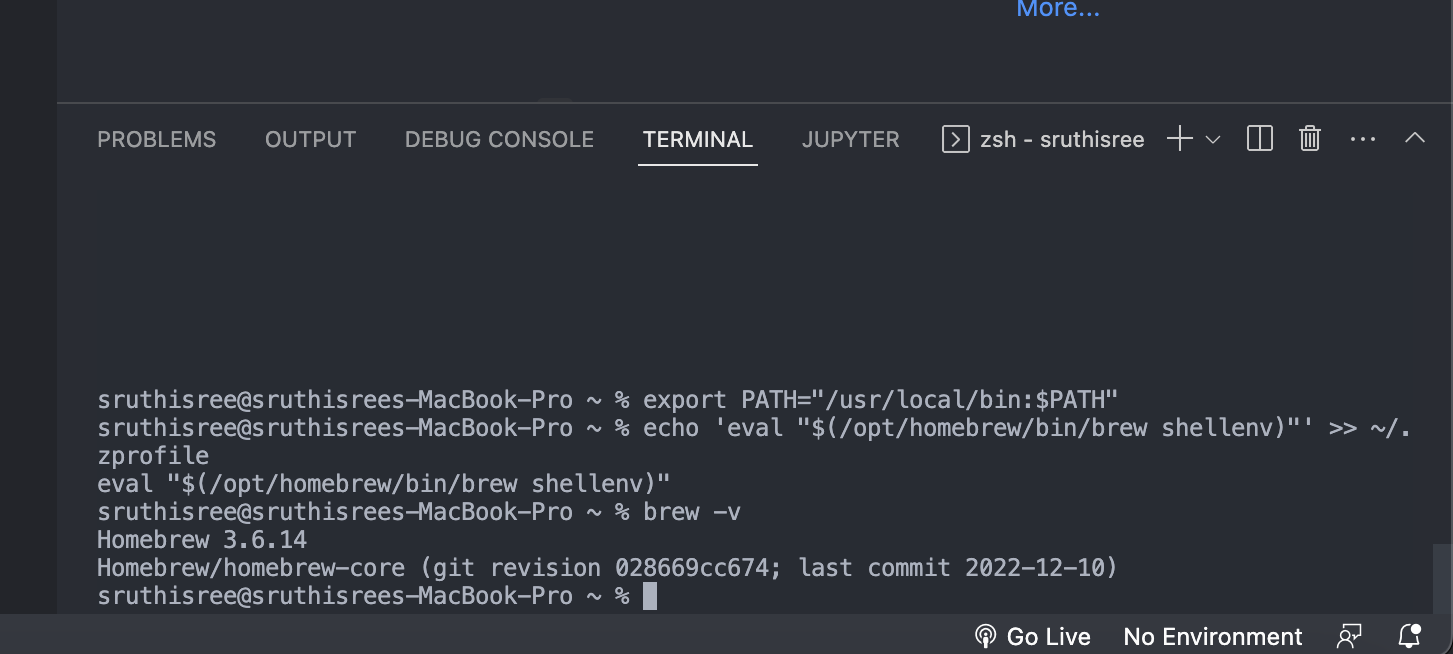 More...
PROBLEMS OUTPUT DEBUG CONSOLE TERMINAL JUPYTER zsh - sruthisree
sruthisree@sruthisrees-MacBook-Pro ~ % export PATH="/usr/local/bin:$PATH"
sruthisree@sruthisrees-MacBook-Pro ~ % echo 'eval "$(/opt/homebrew/bin/brew shellenv)"' >> ~/.
zprofile
eval "$(/opt/homebrew/bin/brew shellenv)"
sruthisree@sruthisrees-MacBook-Pro ~ % brew -v
Homebrew 3.6.14
Homebrew/homebrew-core (git revision 028669cc674; last commit 2022-12-10)
sruthisree@sruthisrees-MacBook-Pro ~ %
Go Live No Environment